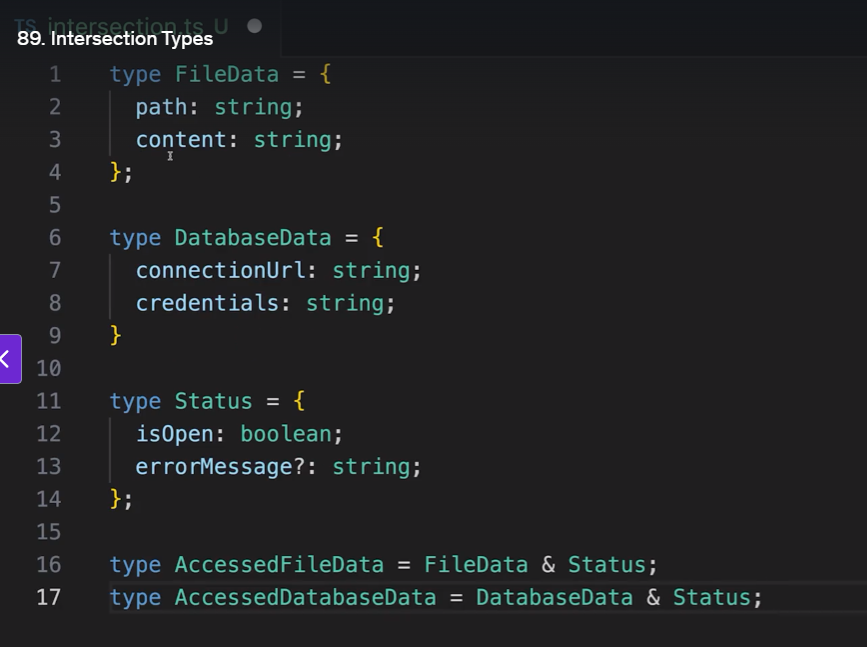 TS intersection.ts U
89. Intersection Types
1 type FileData = {
2 path: string;
3 content: string;
4 };
5
6 type DatabaseData = {
7 connectionUrl: string;
8 credentials: string;
9 }
10
11 type Status = {
12 isOpen: boolean;
13 errorMessage?: string;
14 };
15
16 type AccessedFileData = FileData & Status;
17 type AccessedDatabaseData = DatabaseData & Status;